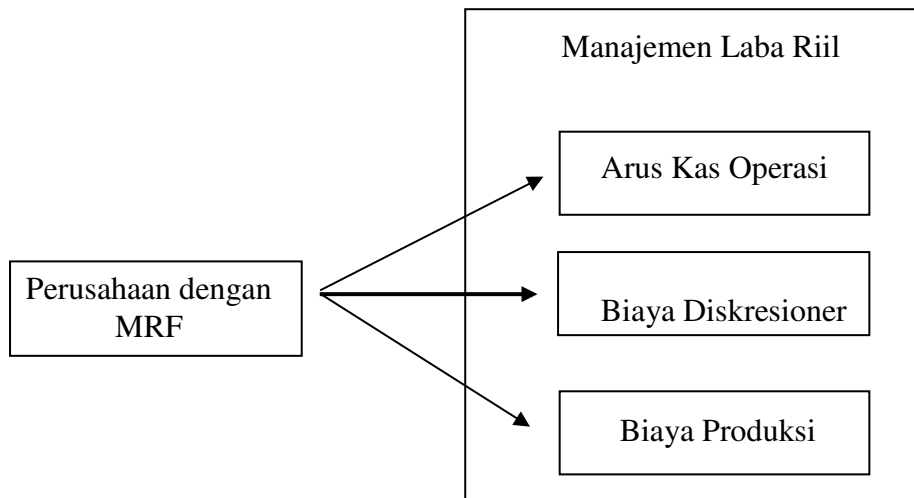 Manajemen Laba Riil
Arus Kas Operasi
Perusahaan dengan
MRF
Biaya Diskresioner
Biaya Produksi